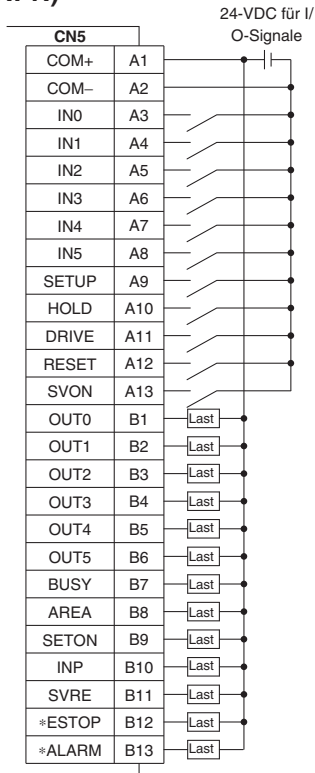 24-VDC für I/
O-Signale
CN5
COM+ A1
COM– A2
IN0 A3
IN1 A4
IN2 A5
IN3 A6
IN4 A7
IN5 A8
SETUP A9
HOLD A10
DRIVE A11
RESET A12
SVON A13
OUT0 B1 Last
OUT1 B2 Last
OUT2 B3 Last
OUT3 B4 Last
OUT4 B5 Last
OUT5 B6 Last
BUSY B7 Last
AREA B8 Last
SETON B9 Last
INP B10 Last
SVRE B11 Last
∗ESTOP B12 Last
∗ALARM B13 Last